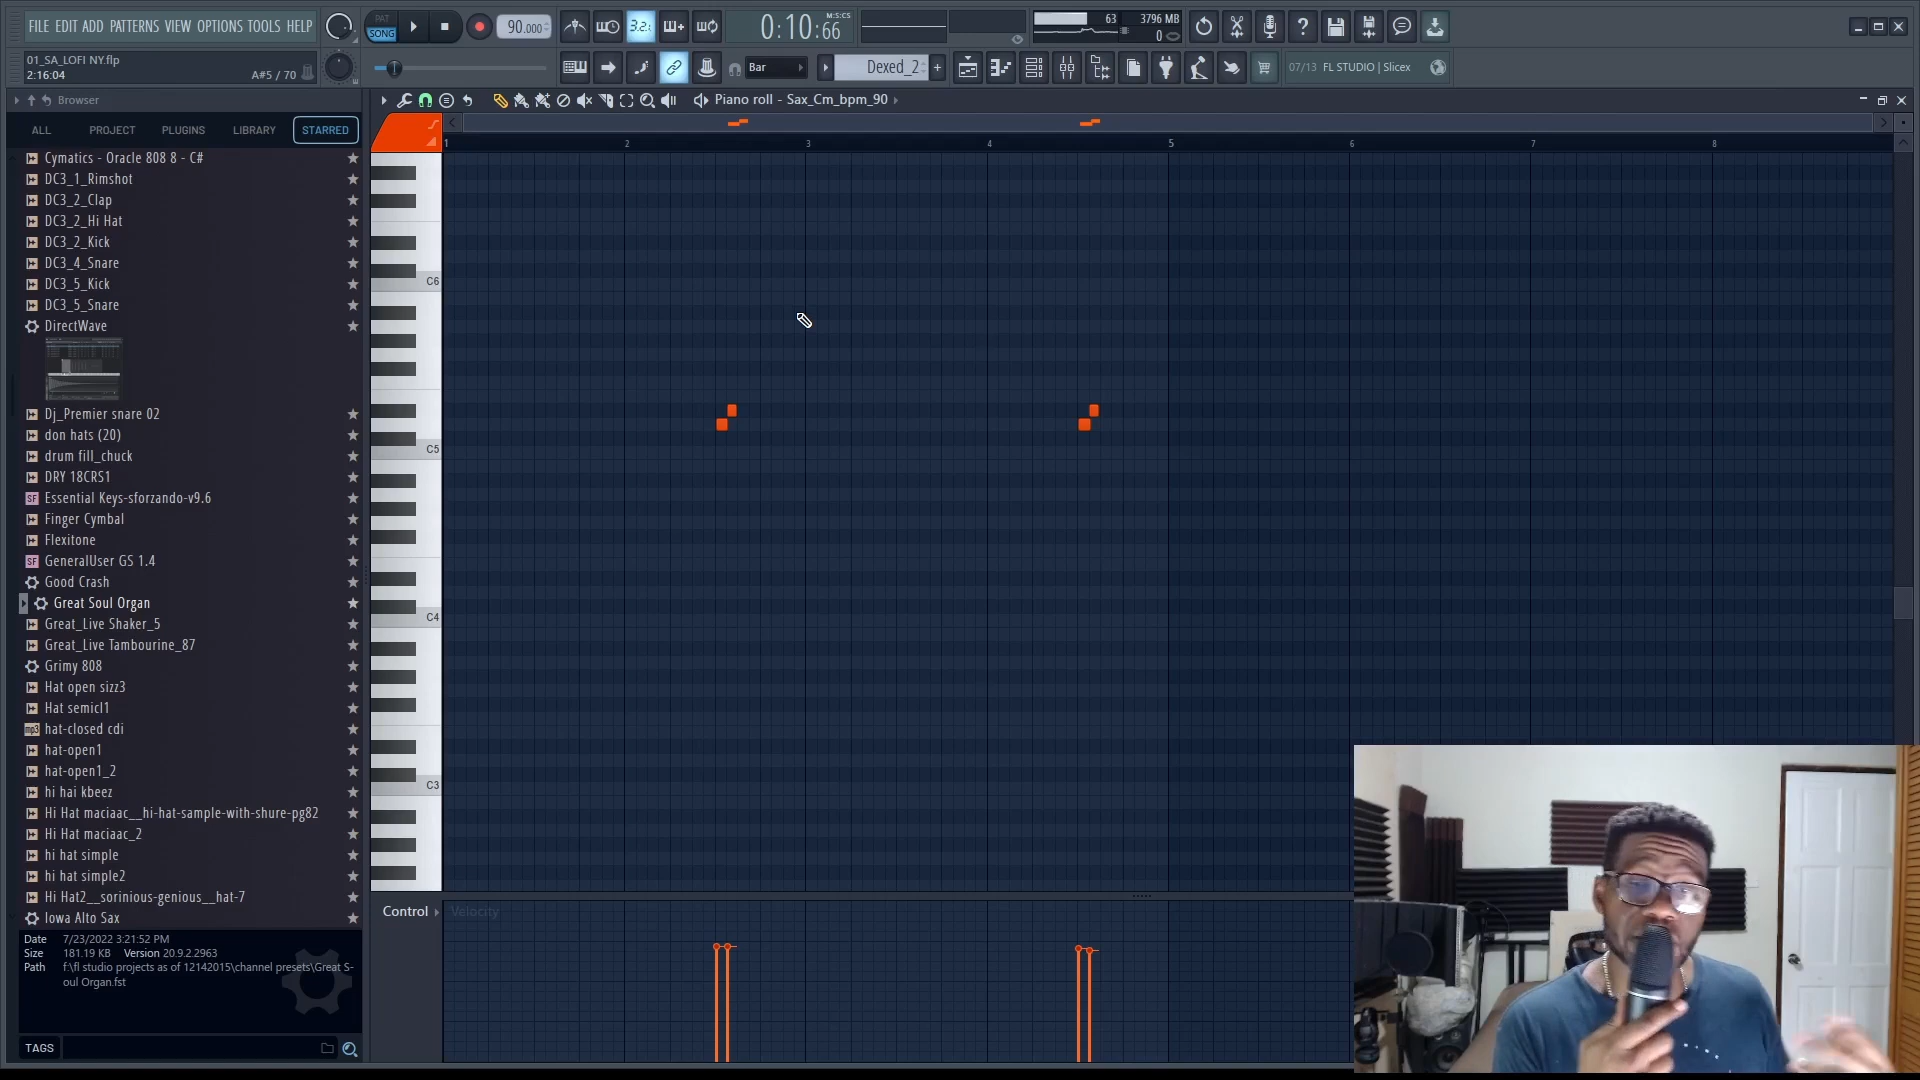 FILE EDIT ADD PATTERNS VIEW OPTIONS TOOLS HELP
PAT
SONG
90.000
3.2.
0:10:66
M:S:CS
63
3796 MB
0
01_SA_LOFI NY.flp
2:16:04
A#5 / 70
Bar
Dexed_2
07/13 FL STUDIO | Slicex
Browser
Piano roll - Sax_Cm_bpm_90
ALL
PROJECT
PLUGINS
LIBRARY
STARRED
1
2
3
4
5
6
7
8
Cymatics - Oracle 808 8 - C#
DC3_1_Rimshot
DC3_2_Clap
DC3_2_Hi Hat
DC3_2_Kick
DC3_4_Snare
DC3_5_Kick
DC3_5_Snare
DirectWave
Dj_Premier snare 02
don hats (20)
drum fill_chuck
DRY 18CRS1
SF
Essential Keys-sforzando-v9.6
Finger Cymbal
Flexitone
SF
GeneralUser GS 1.4
Good Crash
Great Soul Organ
Great_Live Shaker_5
Great_Live Tambourine_87
Grimy 808
Hat open sizz3
Hat semicl1
mp3
hat-closed cdi
hat-open1
hat-open1_2
hi hai kbeez
Hi Hat maciaac__hi-hat-sample-with-shure-pg82
Hi Hat maciaac_2
hi hat simple
hi hat simple2
Hi Hat2__sorinious-genious__hat-7
Iowa Alto Sax
C6
C5
C4
C3
Control
Velocity
Date 7/23/2022 3:21:52 PM
Size 181.19 KB Version 20.9.2.2963
Path f:\fl studio projects as of 12142015\channel presets\Great S-
oul Organ.fst
TAGS